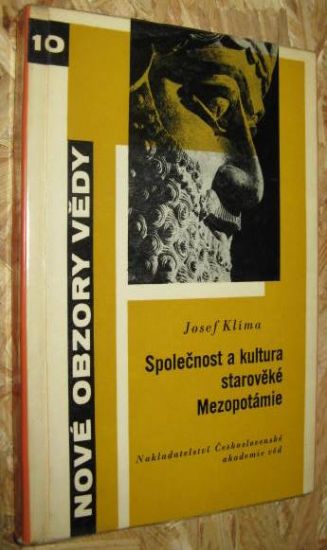 10
NOVÉ OBZORY VĚDY
Josef Klíma
Společnost a kultura
starověké
Mezopotámie
Nakladatelství Československé
akademie věd